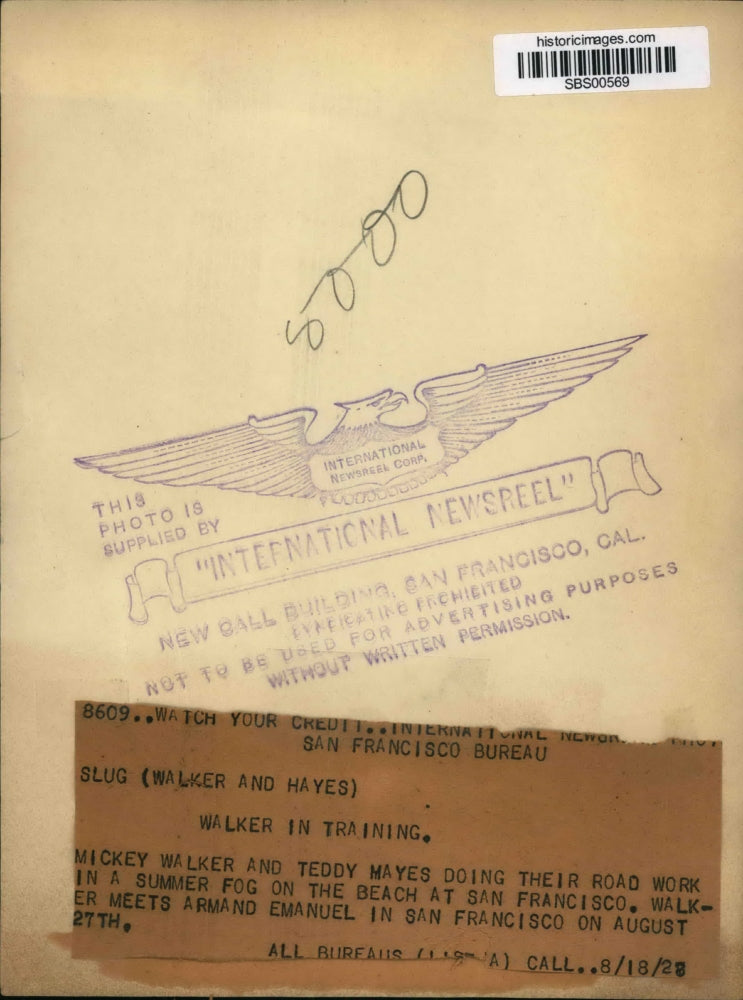 historicimages.com
SBS00569
INTERNATIONAL
NEWSREEL CORP.
THIS
PHOTO IS
SUPPLIED BY
"INTERNATIONAL NEWSREEL"
NEW CALL BUILDING, SAN FRANCISCO, CAL.
SYNDICATING PROHIBITED
NOT TO BE USED FOR ADVERTISING PURPOSES
WITHOUT WRITTEN PERMISSION.
8609..WATCH YOUR CREDIT..INTERNATIONAL
SAN FRANCISCO BUREAU
SLUG (WALKER AND HAYES)
WALKER IN TRAINING.
MICKEY WALKER AND TEDDY HAYES DOING THEIR ROAD WORK
IN A SUMMER FOG ON THE BEACH AT SAN FRANCISCO. WALK-
ER MEETS ARMAND EMANUEL IN SAN FRANCISCO ON AUGUST
27TH.
ALL BUREAUS A) CALL..8/18/28